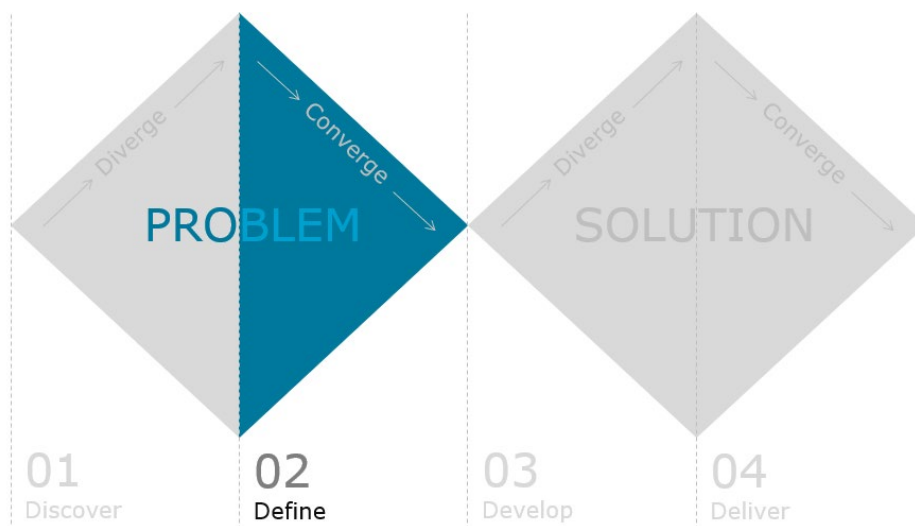 Diverge
Converge
PROBLEM
Diverge
Converge
SOLUTION
01
Discover
02
Define
03
Develop
04
Deliver